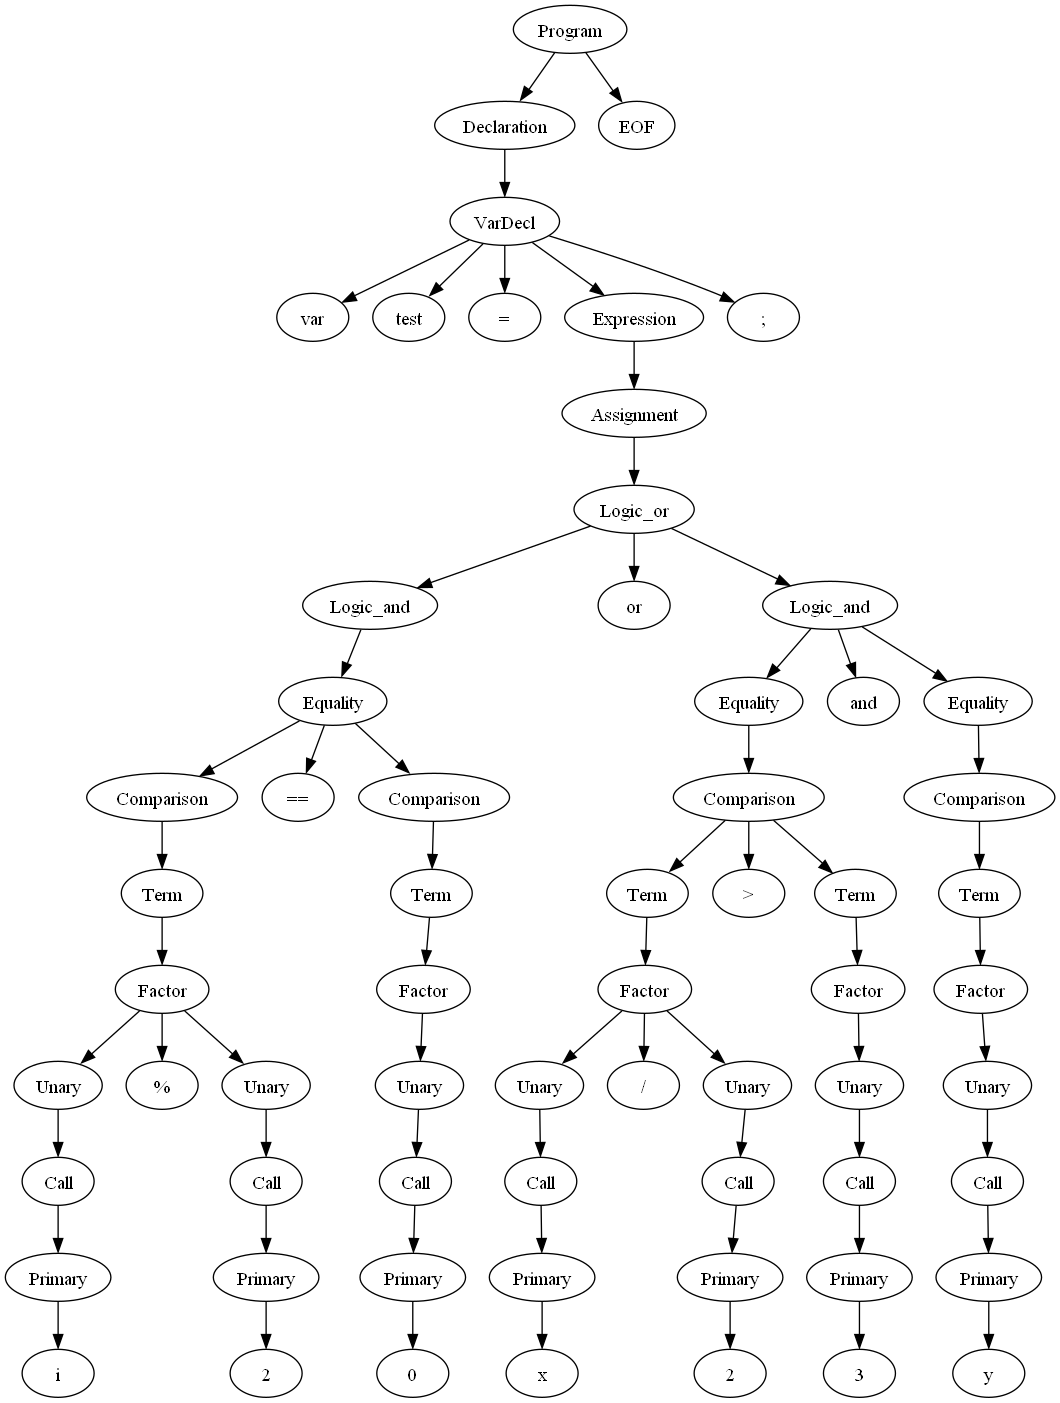 Program
Declaration EOF
VarDecl
var test = Expression ;
Assignment
Logic_or
Logic_and or Logic_and
Equality Equality and Equality
Comparison == Comparison Comparison Comparison
Term Term Term > Term Term
Factor Factor Factor Factor Factor
Unary % Unary Unary Unary / Unary Unary Unary
Call Call Call Call Call Call Call
Primary Primary Primary Primary Primary Primary Primary
i 2 0 x 2 3 y